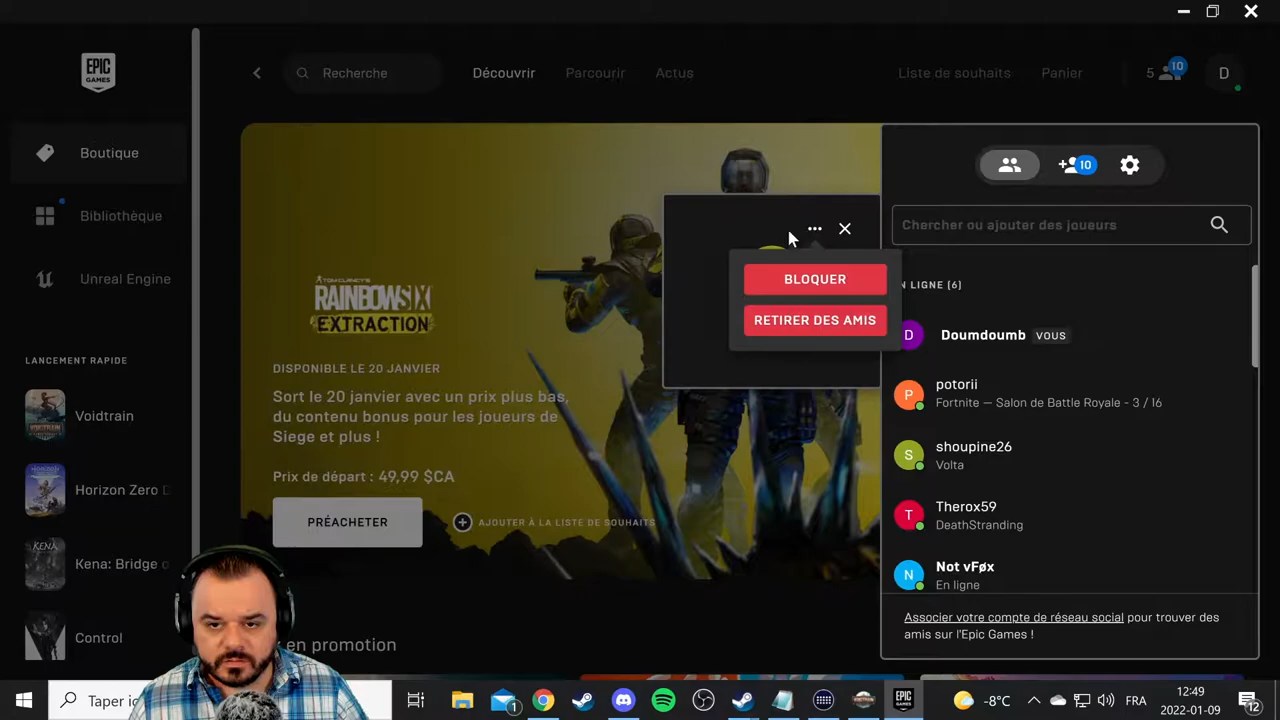 EPIC
GAMES
Recherche
Découvrir
Parcourir
Actus
Liste de souhaits
Panier
5
10
D
Boutique
Bibliothèque
Unreal Engine
LANCEMENT RAPIDE
Voidtrain
Horizon Zero D
Kena: Bridge o
Control
TOM CLANCY'S
RAINBOW SIX
EXTRACTION
DISPONIBLE LE 20 JANVIER
Sort le 20 janvier avec un prix plus bas,
du contenu bonus pour les joueurs de
Siege et plus !
Prix de départ : 49,99 $CA
PRÉACHETER
AJOUTER À LA LISTE DE SOUHAITS
en promotion
BLOQUER
RETIRER DES AMIS
10
Chercher ou ajouter des joueurs
N LIGNE (6)
D
Doumdoumb VOUS
P
potorii
Fortnite — Salon de Battle Royale - 3 / 16
S
shoupine26
Volta
T
Therox59
DeathStranding
N
Not vFøx
En ligne
Associer votre compte de réseau social pour trouver des
amis sur l'Epic Games !
Taper ic
1
EPIC
GAMES
-8°C
FRA
12:49
2022-01-09
12